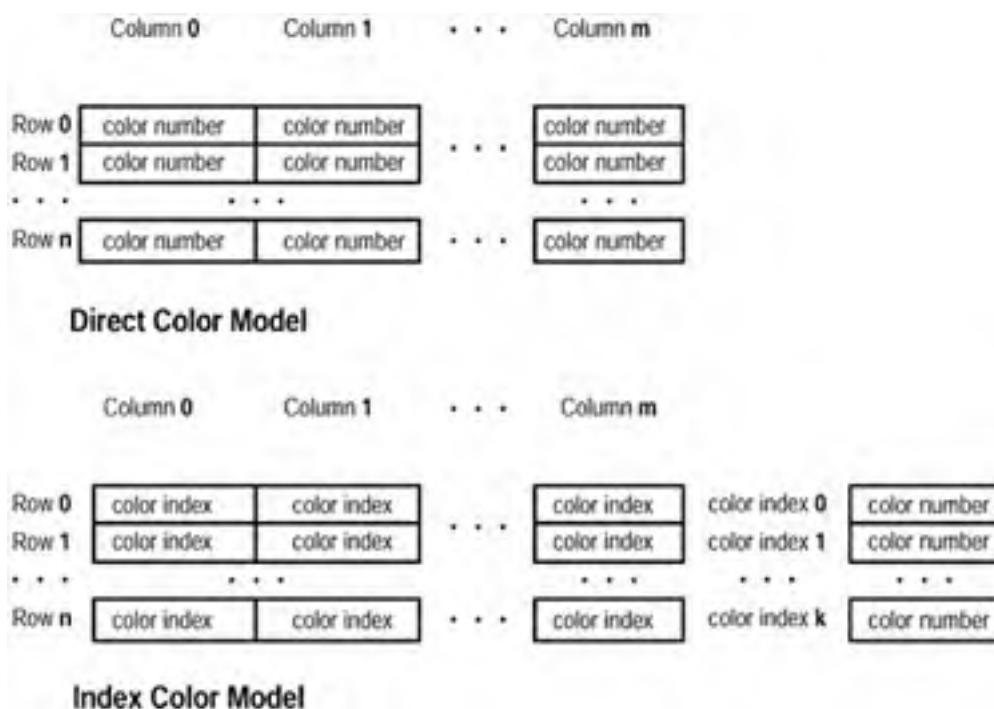 Column 0 Column 1 . . . Column m
Row 0 color number color number color number
. . .
Row 1 color number color number color number
. . . . . . . . .
Row n color number color number . . . color number
Direct Color Model
Column 0 Column 1 . . . Column m
Row 0 color index color index color index color index 0 color number
. . .
Row 1 color index color index color index color index 1 color number
. . . . . . . . . . . . . . .
Row n color index color index . . . color index color index k color number
Index Color Model